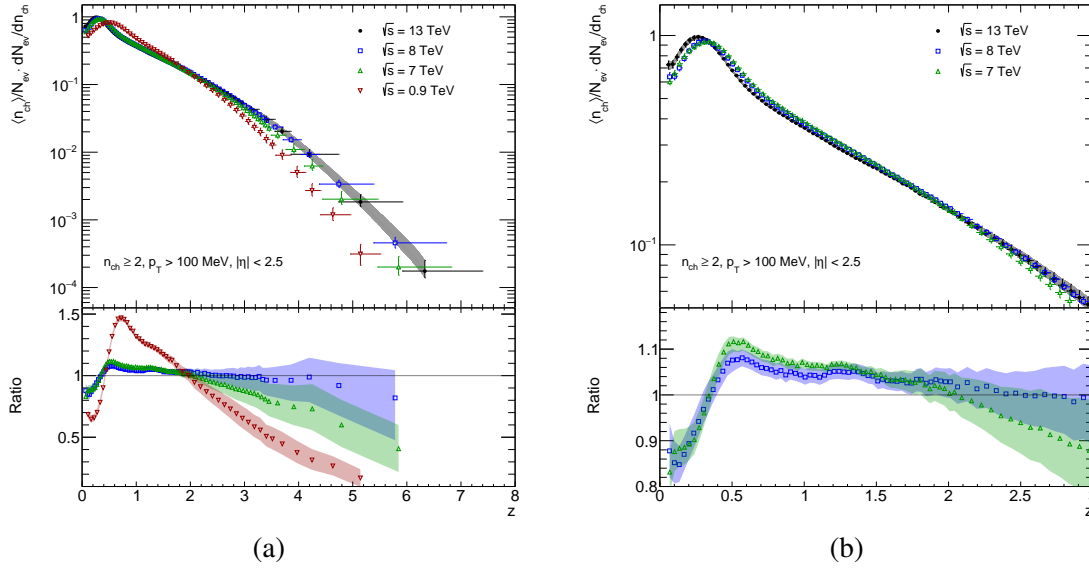 ⟨n_ch⟩/N_ev · dN_ev/dn_ch
1
10⁻¹
10⁻²
10⁻³
10⁻⁴
√s = 13 TeV
√s = 8 TeV
√s = 7 TeV
√s = 0.9 TeV
n_ch ≥ 2, p_T > 100 MeV, |η| < 2.5
Ratio
1.5
1
0.5
0 1 2 3 4 5 6 7 8
z
(a)
⟨n_ch⟩/N_ev · dN_ev/dn_ch
1
10⁻¹
√s = 13 TeV
√s = 8 TeV
√s = 7 TeV
n_ch ≥ 2, p_T > 100 MeV, |η| < 2.5
Ratio
1.1
1
0.9
0.8
0 0.5 1 1.5 2 2.5
z
(b)